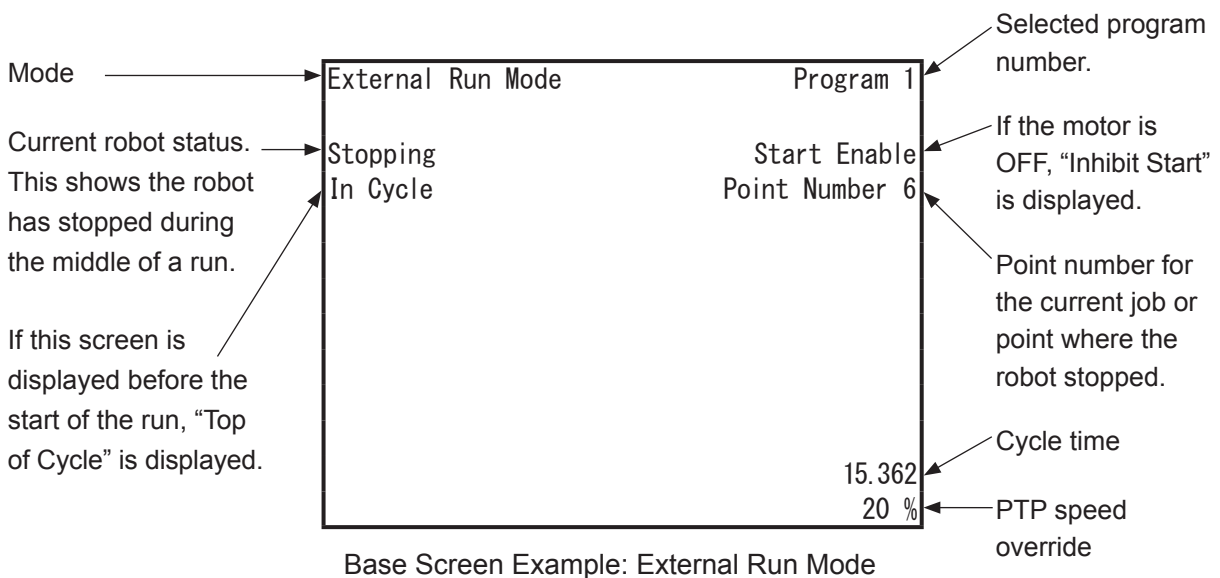 Mode
Current robot status.
This shows the robot
has stopped during
the middle of a run.
If this screen is
displayed before the
start of the run, “Top
of Cycle” is displayed.
External Run Mode Program 1
Stopping Start Enable
In Cycle Point Number 6
15.362
20 %
Selected program
number.
If the motor is
OFF, “Inhibit Start”
is displayed.
Point number for
the current job or
point where the
robot stopped.
Cycle time
PTP speed
override
Base Screen Example: External Run Mode